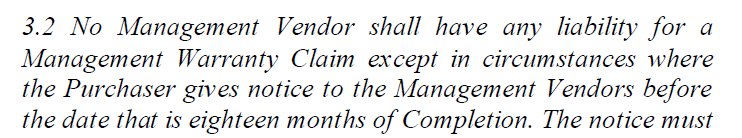 3.2 No Management Vendor shall have any liability for a
Management Warranty Claim except in circumstances where
the Purchaser gives notice to the Management Vendors before
the date that is eighteen months of Completion. The notice must